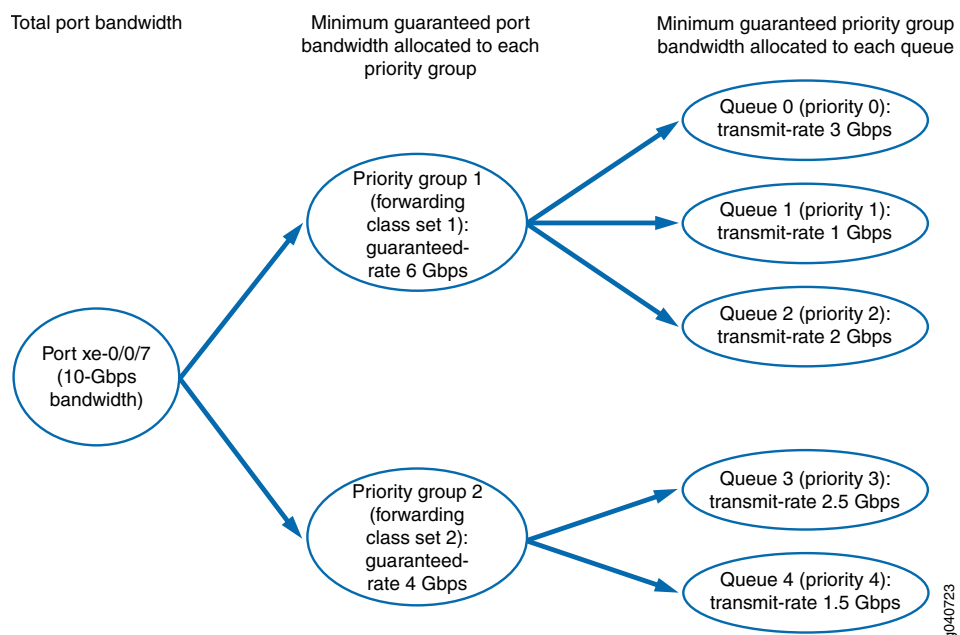 Total port bandwidth
Minimum guaranteed port
bandwidth allocated to each
priority group
Minimum guaranteed priority group
bandwidth allocated to each queue
Port xe-0/0/7
(10-Gbps
bandwidth)
Priority group 1
(forwarding
class set 1):
guaranteed-
rate 6 Gbps
Queue 0 (priority 0):
transmit-rate 3 Gbps
Queue 1 (priority 1):
transmit-rate 1 Gbps
Queue 2 (priority 2):
transmit-rate 2 Gbps
Priority group 2
(forwarding
class set 2):
guaranteed-
rate 4 Gbps
Queue 3 (priority 3):
transmit-rate 2.5 Gbps
Queue 4 (priority 4):
transmit-rate 1.5 Gbps
g040723